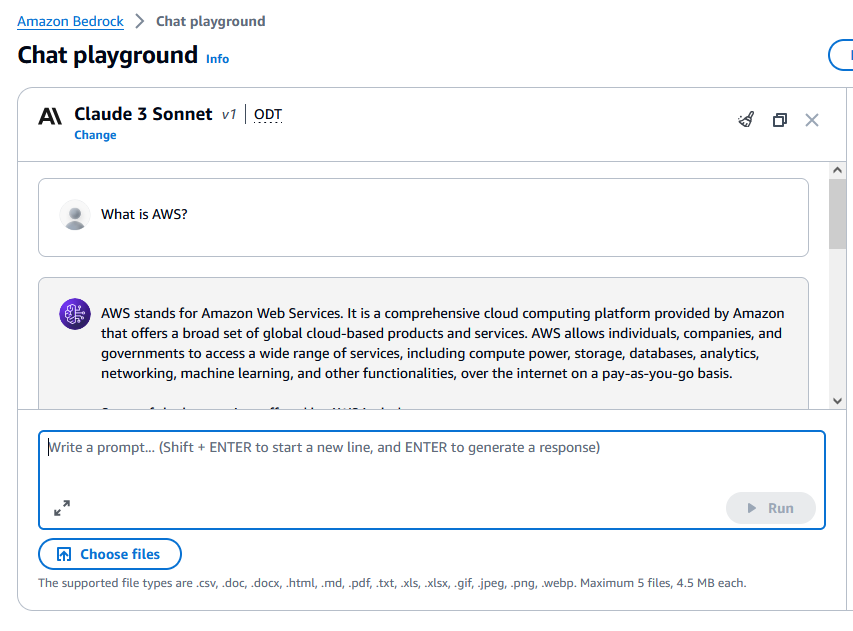 Amazon Bedrock > Chat playground
Chat playground Info
Claude 3 Sonnet v1 | ODT
Change
What is AWS?
AWS stands for Amazon Web Services. It is a comprehensive cloud computing platform provided by Amazon
that offers a broad set of global cloud-based products and services. AWS allows individuals, companies, and
governments to access a wide range of services, including compute power, storage, databases, analytics,
networking, machine learning, and other functionalities, over the internet on a pay-as-you-go basis.
Write a prompt... (Shift + ENTER to start a new line, and ENTER to generate a response)
Run
Choose files
The supported file types are .csv, .doc, .docx, .html, .md, .pdf, .txt, .xls, .xlsx, .gif, .jpeg, .png, .webp. Maximum 5 files, 4.5 MB each.